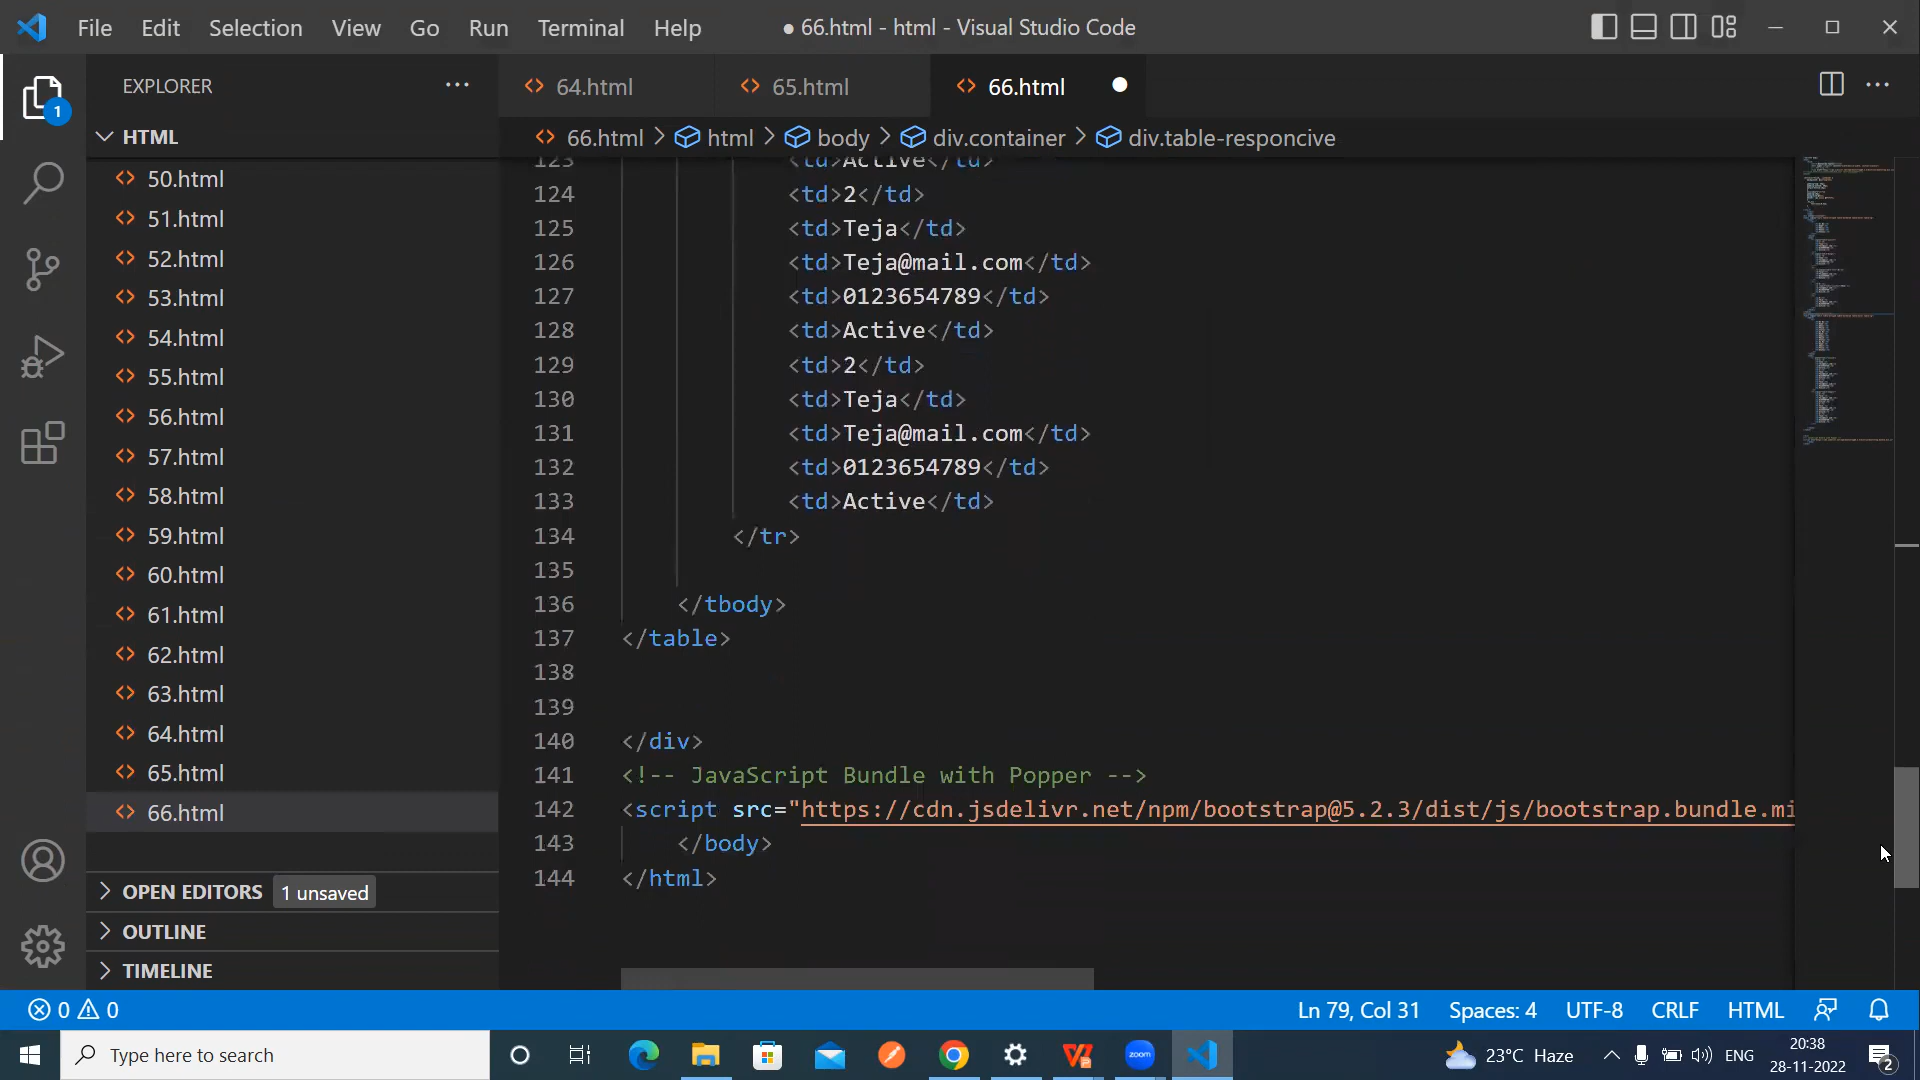 File Edit Selection View Go Run Terminal Help ● 66.html - html - Visual Studio Code
EXPLORER ···
64.html 65.html 66.html
HTML
66.html > html > body > div.container > div.table-responcive
50.html
51.html
52.html
53.html
54.html
55.html
56.html
57.html
58.html
59.html
60.html
61.html
62.html
63.html
64.html
65.html
66.html
OPEN EDITORS 1 unsaved
OUTLINE
TIMELINE
1
123 <td>Active</td>
124 <td>2</td>
125 <td>Teja</td>
126 <td>Teja@mail.com</td>
127 <td>0123654789</td>
128 <td>Active</td>
129 <td>2</td>
130 <td>Teja</td>
131 <td>Teja@mail.com</td>
132 <td>0123654789</td>
133 <td>Active</td>
134 </tr>
135
136 </tbody>
137 </table>
138
139
140 </div>
141 <!-- JavaScript Bundle with Popper -->
142 <script src="https://cdn.jsdelivr.net/npm/bootstrap@5.2.3/dist/js/bootstrap.bundle.mi
143 </body>
144 </html>
0 0 Ln 79, Col 31 Spaces: 4 UTF-8 CRLF HTML
Type here to search
zoom
23°C Haze ENG
20:38
28-11-2022
2